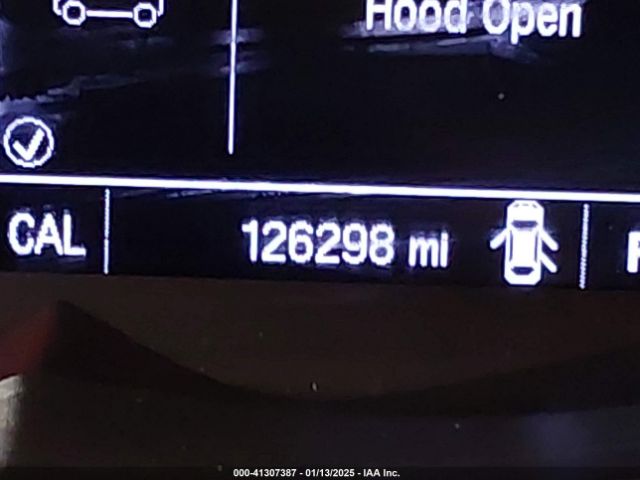 Hood Open
CAL 126298 mi
000-41307387 - 01/13/2025 - IAA Inc.